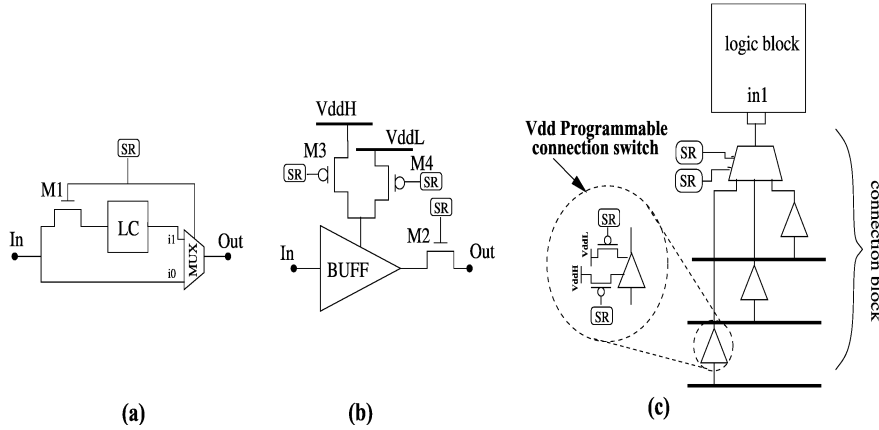 SR
M1
LC
In
i1
i0
MUX
Out
(a)
VddH
VddL
M3
M4
SR
SR
SR
M2
In
BUFF
Out
(b)
logic block
in1
Vdd Programmable
connection switch
SR
SR
SR
VddL
VddH
SR
connection block
(c)